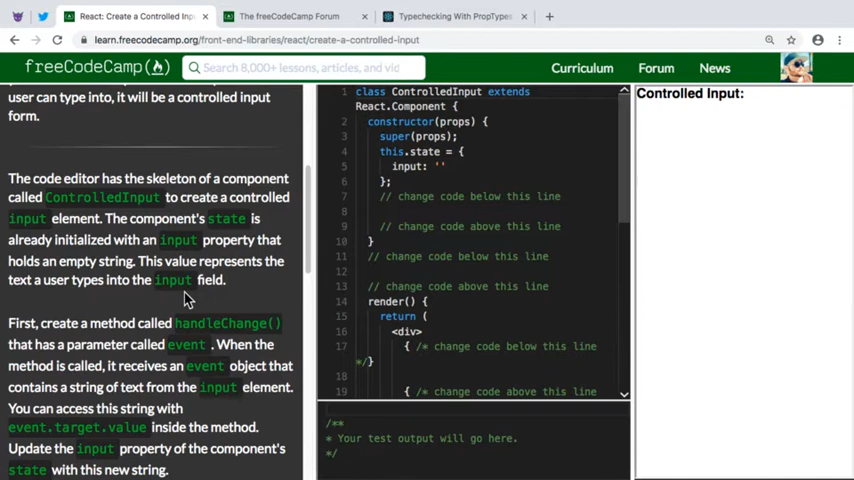 React: Create a Controlled Inp
The freeCodeCamp Forum
Typechecking With PropTypes
learn.freecodecamp.org/front-end-libraries/react/create-a-controlled-input
freeCodeCamp
Search 8,000+ lessons, articles, and vid
Curriculum
Forum
News
user can type into, it will be a controlled input
form.
The code editor has the skeleton of a component
called ControlledInput to create a controlled
input element. The component's state is
already initialized with an input property that
holds an empty string. This value represents the
text a user types into the input field.
First, create a method called handleChange()
that has a parameter called event . When the
method is called, it receives an event object that
contains a string of text from the input element.
You can access this string with
event.target.value inside the method.
Update the input property of the component's
state with this new string.
1 class ControlledInput extends
React.Component {
2 constructor(props) {
3 super(props);
4 this.state = {
5 input: ''
6 };
7 // change code below this line
8
9 // change code above this line
10 }
11 // change code below this line
12
13 // change code above this line
14 render() {
15 return (
16 <div>
17 { /* change code below this line
*/}
18
19 { /* change code above this line
/**
* Your test output will go here.
*/
Controlled Input: